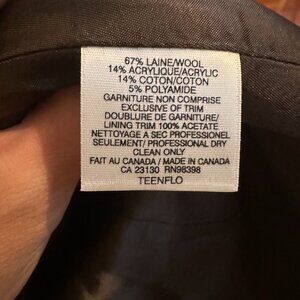 67% LAINE/WOOL
14% ACRYLIQUE/ACRYLIC
14% COTON/COTTON
5% POLYAMIDE
GARNITURE NON COMPRISE
EXCLUSIVE OF TRIM
DOUBLURE DE GARNITURE/
LINING TRIM 100% ACETATE
NETTOYAGE A SEC PROFESSIONEL
SEULEMENT/ PROFESSIONAL DRY
CLEAN ONLY
FAIT AU CANADA / MADE IN CANADA
CA 23130 RN98398
TEENFLO